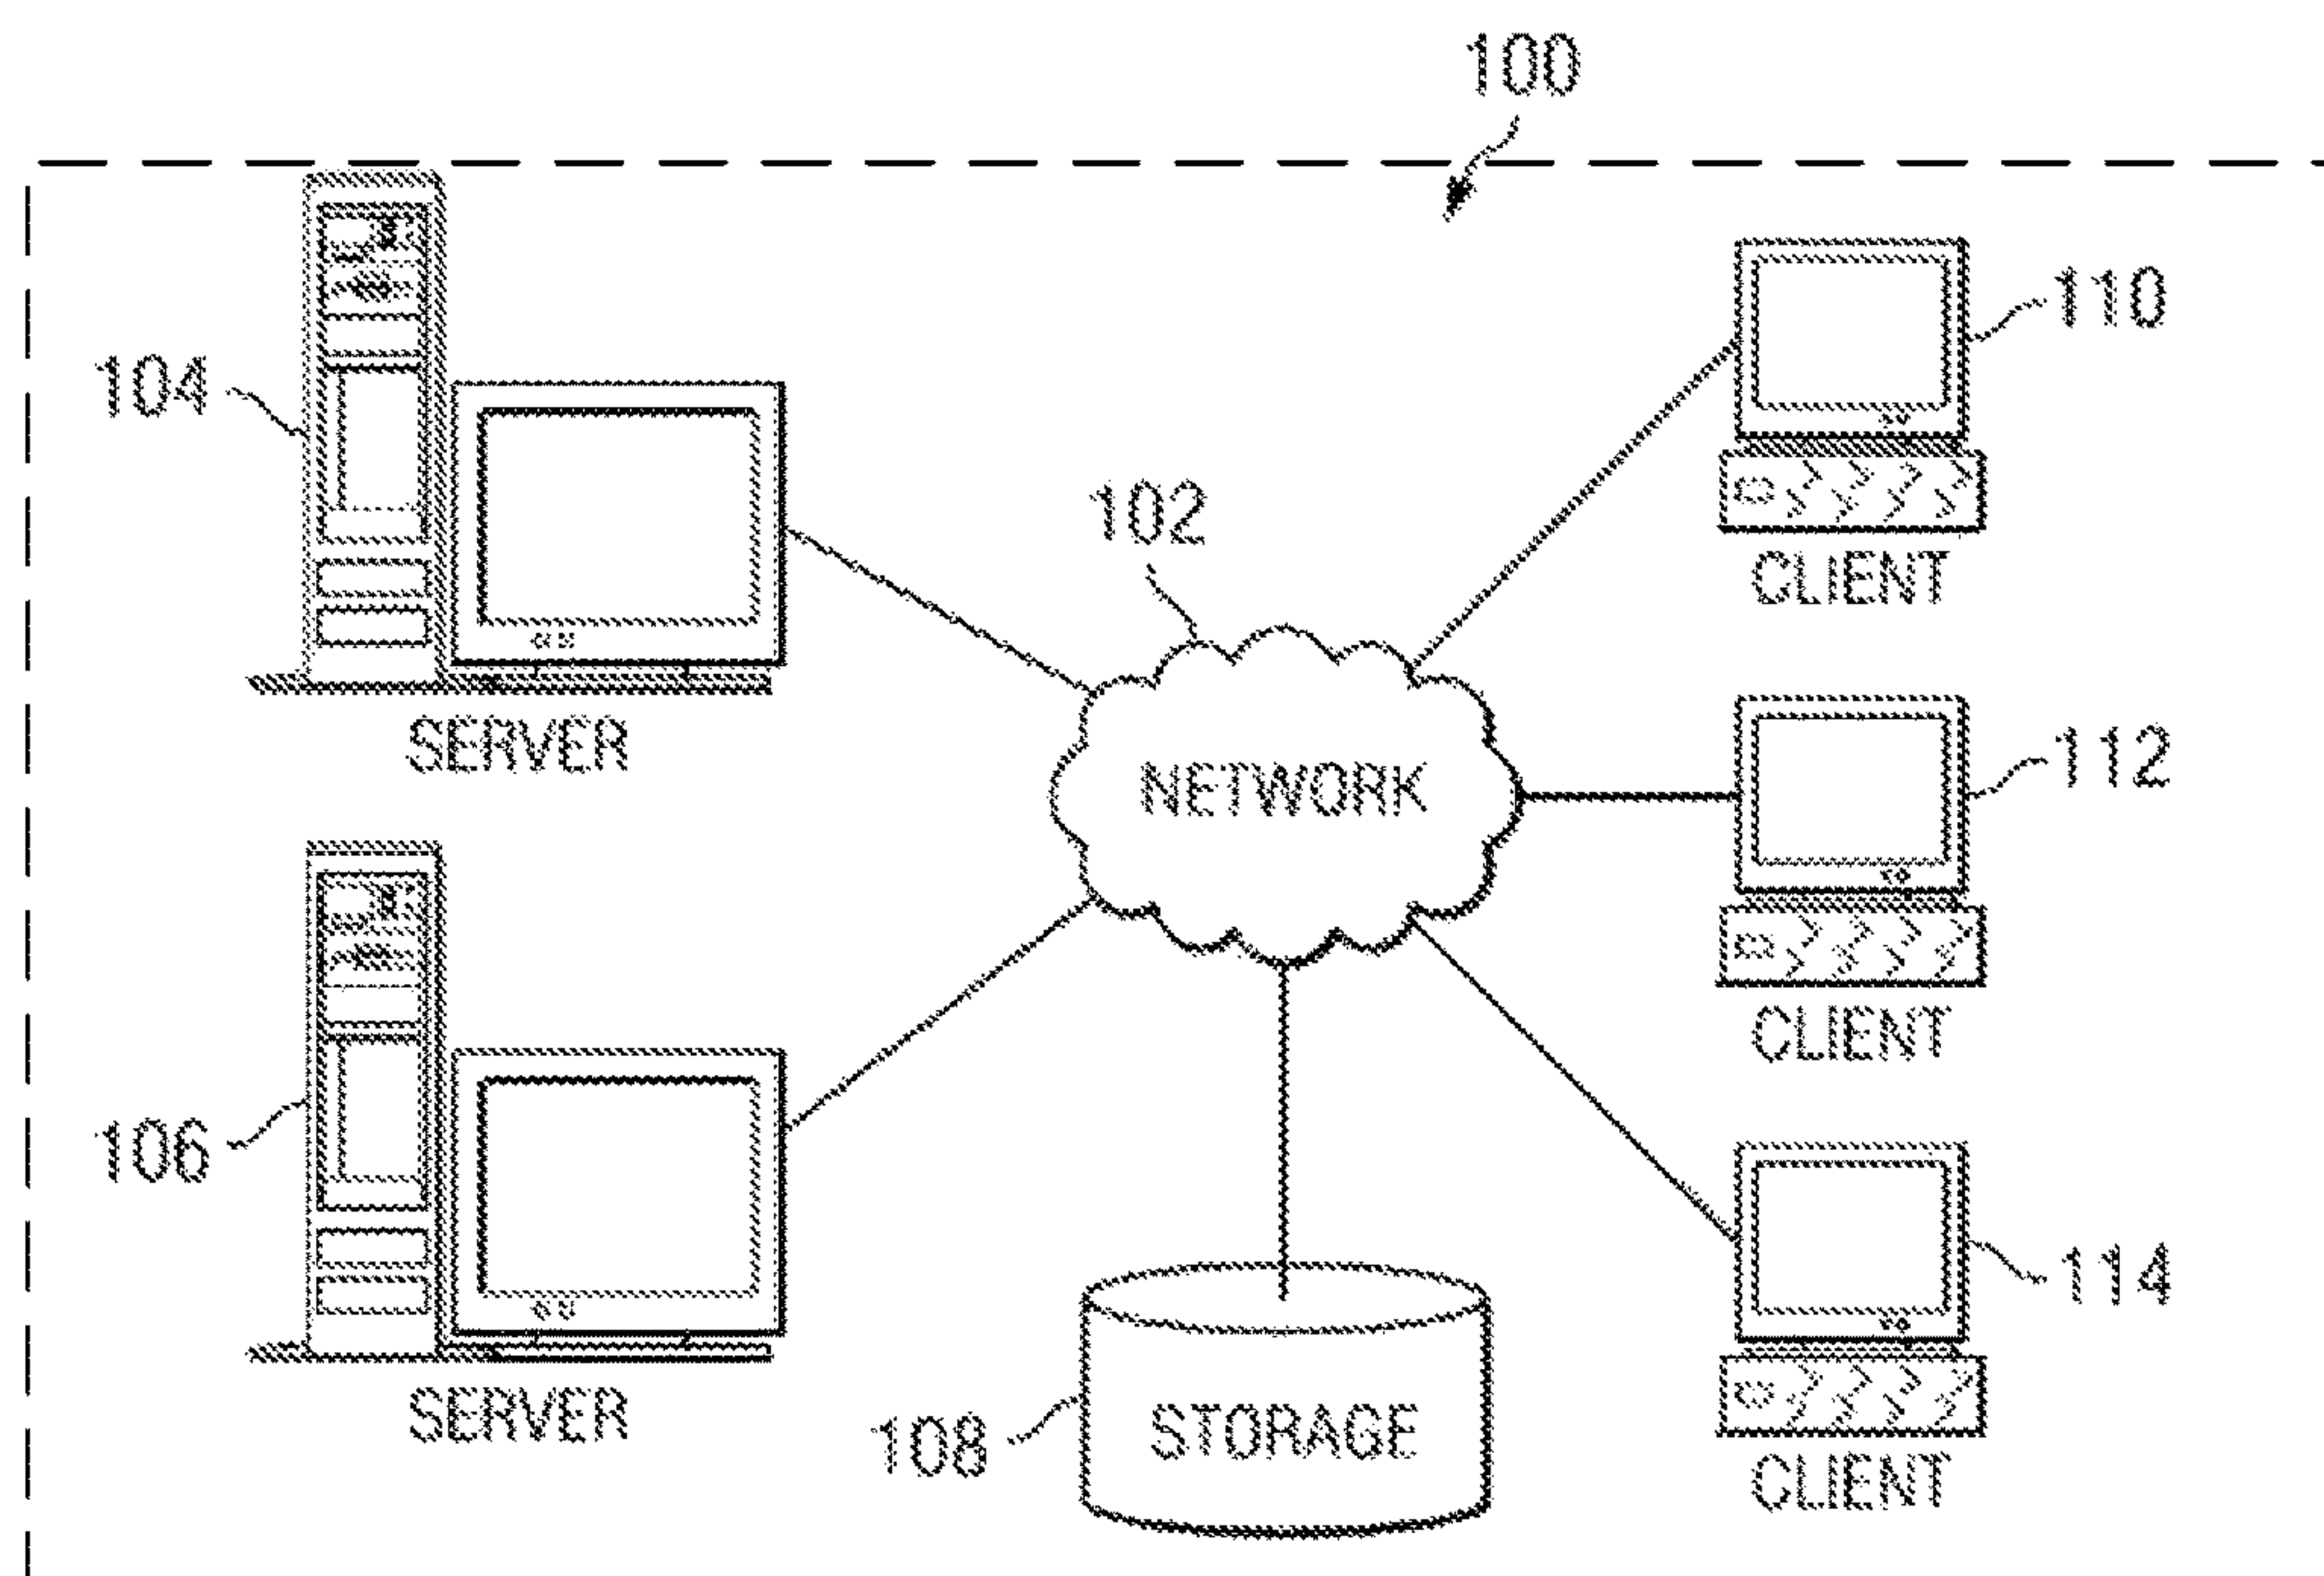 100
104
SERVER
102
NETWORK
110
CLIENT
112
CLIENT
106
SERVER
108
STORAGE
114
CLIENT